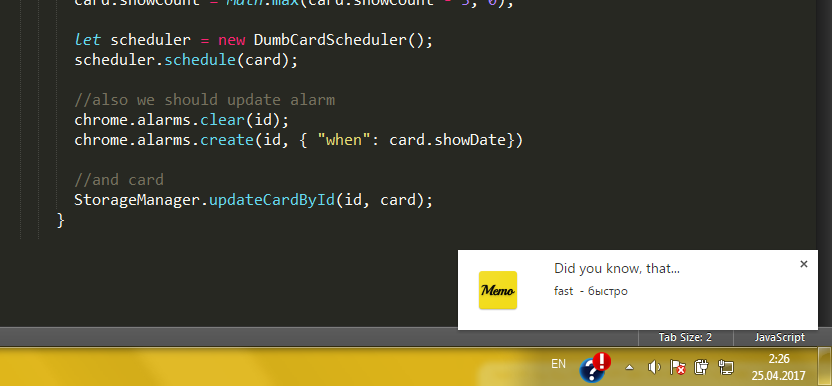 card.showCount = Math.max(card.showCount - 5, 0);
let scheduler = new DumbCardScheduler();
scheduler.schedule(card);
//also we should update alarm
chrome.alarms.clear(id);
chrome.alarms.create(id, { "when": card.showDate})
//and card
StorageManager.updateCardById(id, card);
}
Memo
Did you know, that...
fast - быстро
Tab Size: 2
JavaScript
EN
2:26
25.04.2017